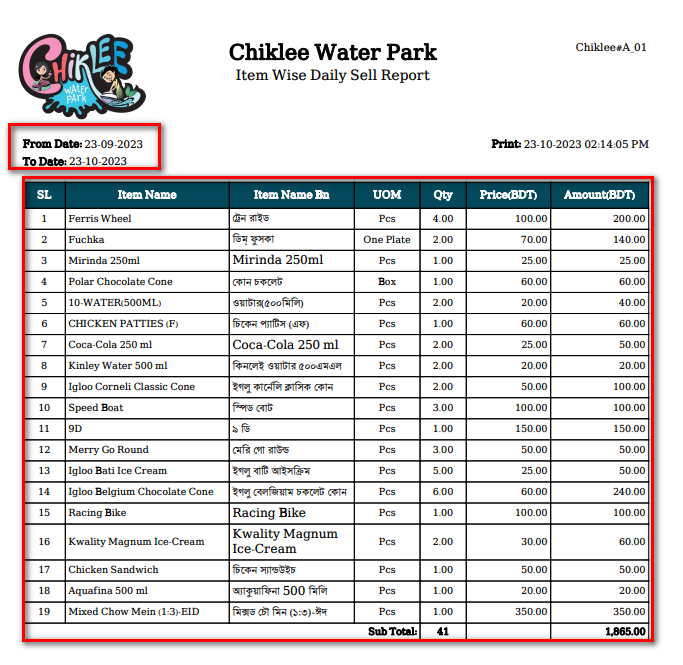 CHIKLEE
WATER
PARK
Chiklee Water Park
Item Wise Daily Sell Report
Chiklee#A_01
From Date: 23-09-2023
To Date: 23-10-2023
Print: 23-10-2023 02:14:05 PM
SL Item Name Item Name Bn UOM Qty Price(BDT) Amount(BDT)
1 Ferris Wheel ট্রেন রাইড Pcs 4.00 100.00 200.00
2 Fuchka ডিম্ ফুসকা One Plate 2.00 70.00 140.00
3 Mirinda 250ml Mirinda 250ml Pcs 1.00 25.00 25.00
4 Polar Chocolate Cone কোন চকলেট Box 1.00 60.00 60.00
5 10-WATER(500ML) ওয়াটার(৫০০মিলি) Pcs 2.00 20.00 40.00
6 CHICKEN PATTIES (F) চিকেন প্যাটিস (এফ) Pcs 1.00 60.00 60.00
7 Coca-Cola 250 ml Coca-Cola 250 ml Pcs 2.00 25.00 50.00
8 Kinley Water 500 ml কিনলেই ওয়াটার ৫০০এমএল Pcs 2.00 20.00 20.00
9 Igloo Corneli Classic Cone ইগলু কার্নেলি ক্লাসিক কোন Pcs 2.00 50.00 100.00
10 Speed Boat স্পিড বোট Pcs 3.00 100.00 100.00
11 9D ৯ ডি Pcs 1.00 150.00 150.00
12 Merry Go Round মেরি গো রাউন্ড Pcs 3.00 50.00 50.00
13 Igloo Bati Ice Cream ইগলু বাটি আইসক্রিম Pcs 5.00 25.00 50.00
14 Igloo Belgium Chocolate Cone ইগলু বেলজিয়াম চকলেট কোন Pcs 6.00 60.00 240.00
15 Racing Bike Racing Bike Pcs 1.00 100.00 100.00
16 Kwality Magnum Ice-Cream Kwality Magnum Ice-Cream Pcs 2.00 30.00 60.00
17 Chicken Sandwich চিকেন স্যান্ডউইচ Pcs 1.00 50.00 50.00
18 Aquafina 500 ml অ্যাকুয়াফিনা 500 মিলি Pcs 1.00 20.00 20.00
19 Mixed Chow Mein (1:3)-EID মিক্সড চৌ মিন (১:৩)-ঈদ Pcs 1.00 350.00 350.00
Sub Total: 41 1,865.00